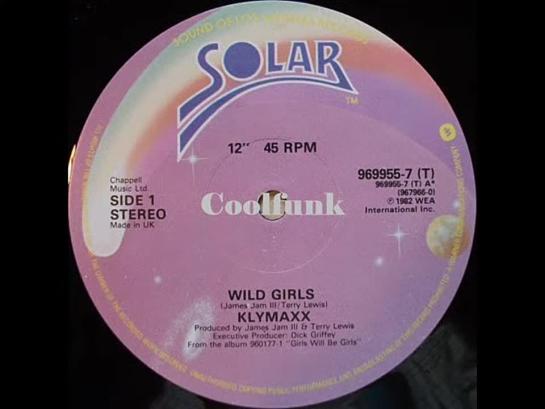 SOUND OF LOS ANGELES RECORDS
SOLAR
TM
12" 45 RPM
Chappell
Music Ltd.
SIDE 1
STEREO
Made in UK
969955-7 (T)
969955-7 (T) A*
(967966-0)
℗ 1982 WEA
International Inc.
Coolfunk
WILD GIRLS
(James Jam III/Terry Lewis)
KLYMAXX
Produced by James Jam III & Terry Lewis
Executive Producer: Dick Griffey
From the album 960177-1 "Girls Will Be Girls"